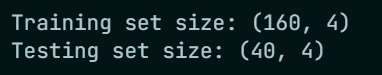 Training set size: (160, 4)
Testing set size: (40, 4)